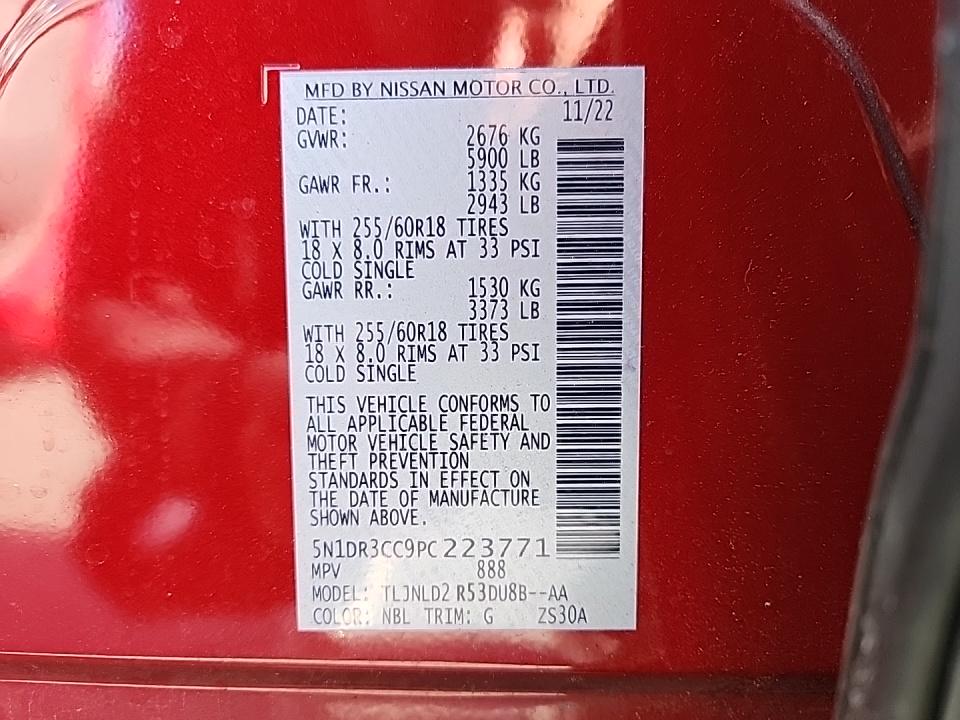 MFD BY NISSAN MOTOR CO., LTD.
DATE: 11/22
GVWR: 2676 KG
5900 LB
GAWR FR.: 1335 KG
2943 LB
WITH 255/60R18 TIRES
18 X 8.0 RIMS AT 33 PSI
COLD SINGLE
GAWR RR.: 1530 KG
3373 LB
WITH 255/60R18 TIRES
18 X 8.0 RIMS AT 33 PSI
COLD SINGLE
THIS VEHICLE CONFORMS TO
ALL APPLICABLE FEDERAL
MOTOR VEHICLE SAFETY AND
THEFT PREVENTION
STANDARDS IN EFFECT ON
THE DATE OF MANUFACTURE
SHOWN ABOVE.
5N1DR3CC9PC223771
MPV 888
MODEL: TLJNLD2 R53DU8B--AA
COLOR: NBL TRIM: G ZS30A